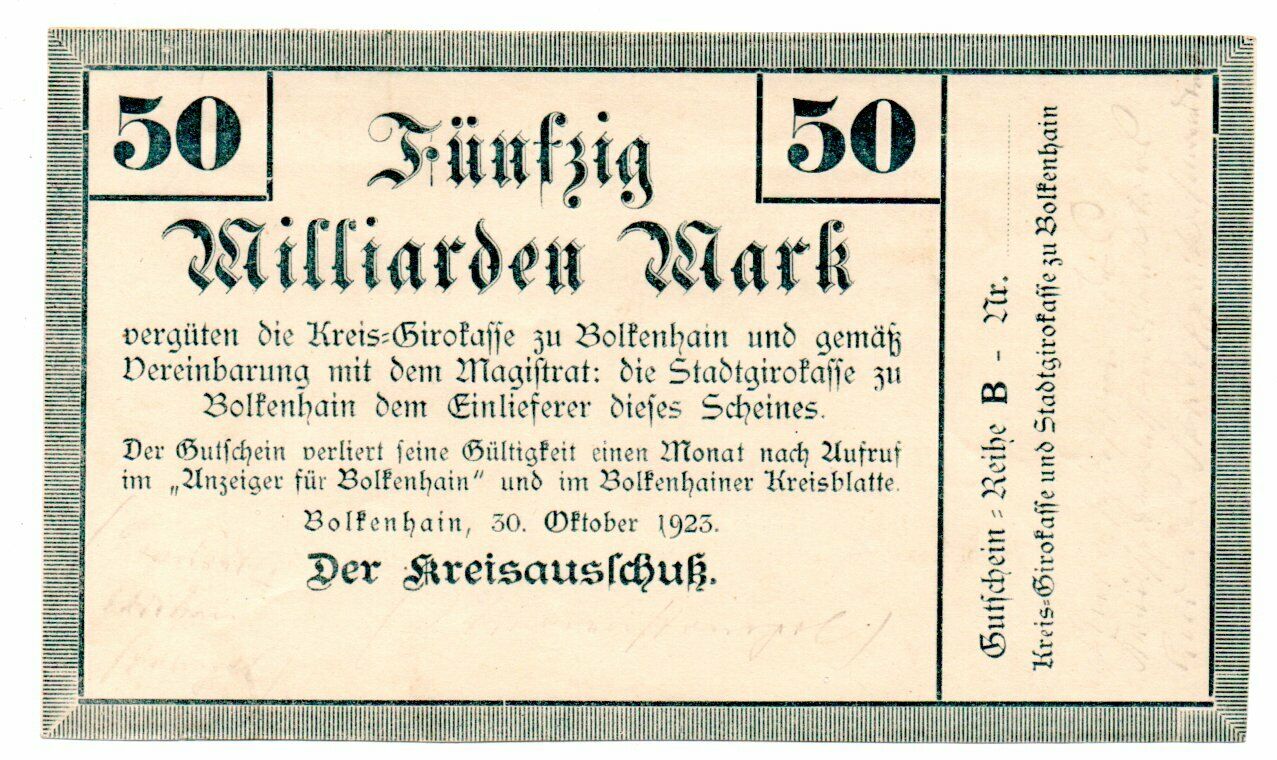 50
Fünfzig
50
Milliarden Mark
vergüten die Kreis=Girokasse zu Bolkenhain und gemäß
Vereinbarung mit dem Magistrat: die Stadtgirokasse zu
Bolkenhain dem Einlieferer dieses Scheines.
Der Gutschein verliert seine Gültigkeit einen Monat nach Aufruf
im „Anzeiger für Bolkenhain“ und im Bolkenhainer Kreisblatte.
Bolkenhain, 30. Oktober 1923.
Der Kreisausschuß.
Gutschein=Reihe B - Nr.
Kreis=Girokasse und Stadtgirokasse zu Bolkenhain